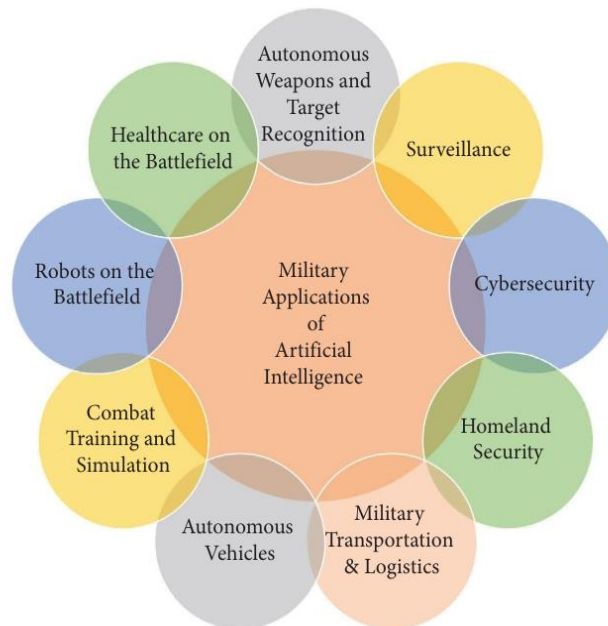 Autonomous
Weapons and
Target
Recognition
Healthcare on
the Battlefield
Surveillance
Robots on the
Battlefield
Military
Applications
of
Artificial
Intelligence
Cybersecurity
Combat
Training and
Simulation
Homeland
Security
Autonomous
Vehicles
Military
Transportation
& Logistics